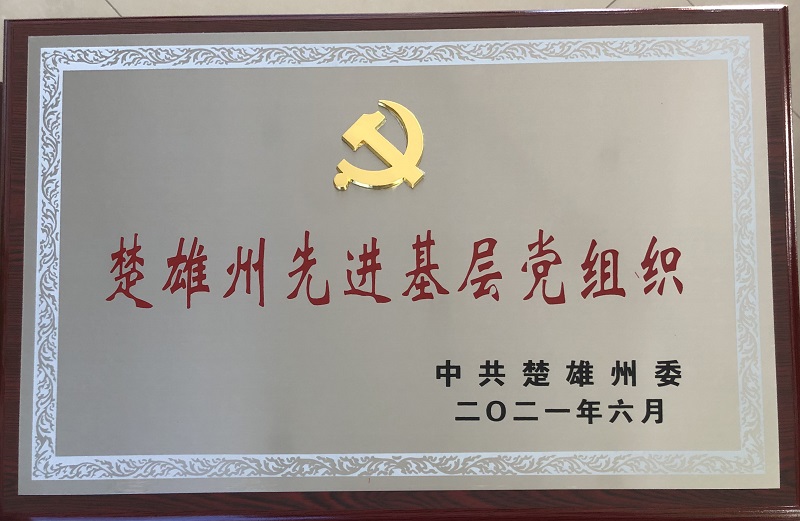 楚雄州先进基层党组织
中共楚雄州委
二〇二一年六月